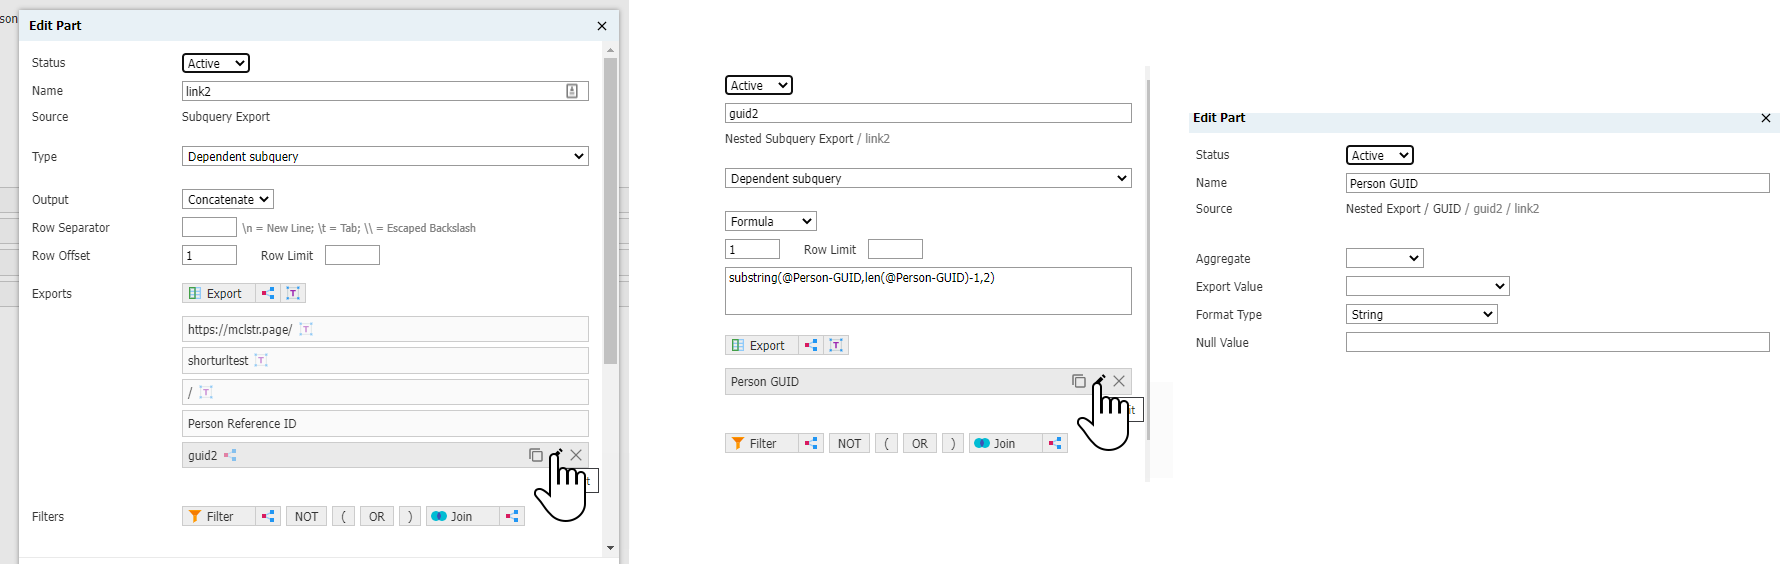 son
Edit Part
Status
Active
Name
link2
Source
Subquery Export
Type
Dependent subquery
Output
Concatenate
Row Separator
\n = New Line; \t = Tab; \\ = Escaped Backslash
Row Offset
1
Row Limit
Exports
Export
https://mclstr.page/
shorturltest
/
Person Reference ID
guid2
Filters
Filter
NOT
(
OR
)
Join
Active
guid2
Nested Subquery Export / link2
Dependent subquery
Formula
1
Row Limit
substring(@Person-GUID,len(@Person-GUID)-1,2)
Export
Person GUID
Filter
NOT
(
OR
)
Join
Edit Part
Status
Active
Name
Person GUID
Source
Nested Export / GUID / guid2 / link2
Aggregate
Export Value
Format Type
String
Null Value